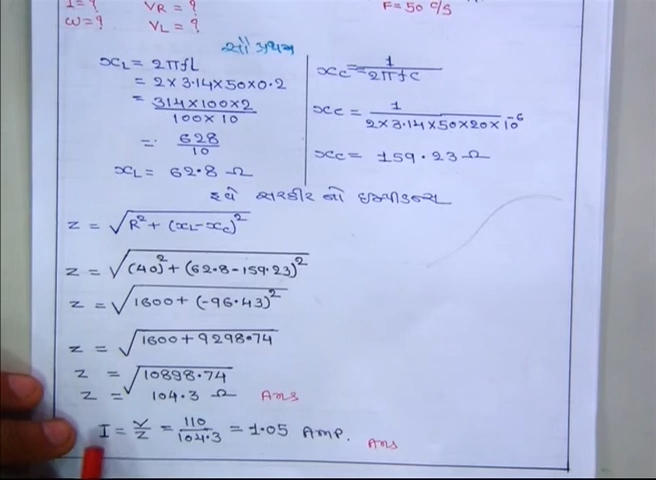 I = ? VR = ? F = 50 c/s
ω = ? VL = ?
સૌ પ્રથમ
xL = 2πfL
= 2 x 3.14 x 50 x 0.2
= 314 x 100 x 2 / 100 x 10
= 628 / 10
xL = 62.8 Ω
xc = 1 / 2πfc
xc = 1 / 2 x 3.14 x 50 x 20 x 10^-6
xc = 159.23 Ω
હવે સરકીટ નો ઇમ્પીડન્સ
Z = √R² + (xL - xc)²
Z = √(40)² + (62.8 - 159.23)²
Z = √1600 + (-96.43)²
Z = √1600 + 9298.74
Z = √10898.74
Z = 104.3 Ω Ans
I = V/Z = 110/104.3 = 1.05 Amp. Ans